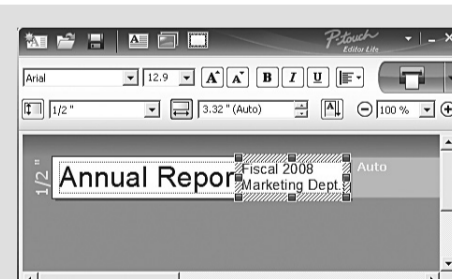 P-touch
Editor Lite
Arial
12.9
A A B I U
1/2 "
3.32 " (Auto)
A
100 %
1/2 "
Annual Repor
Fiscal 2008
Marketing Dept.
Auto